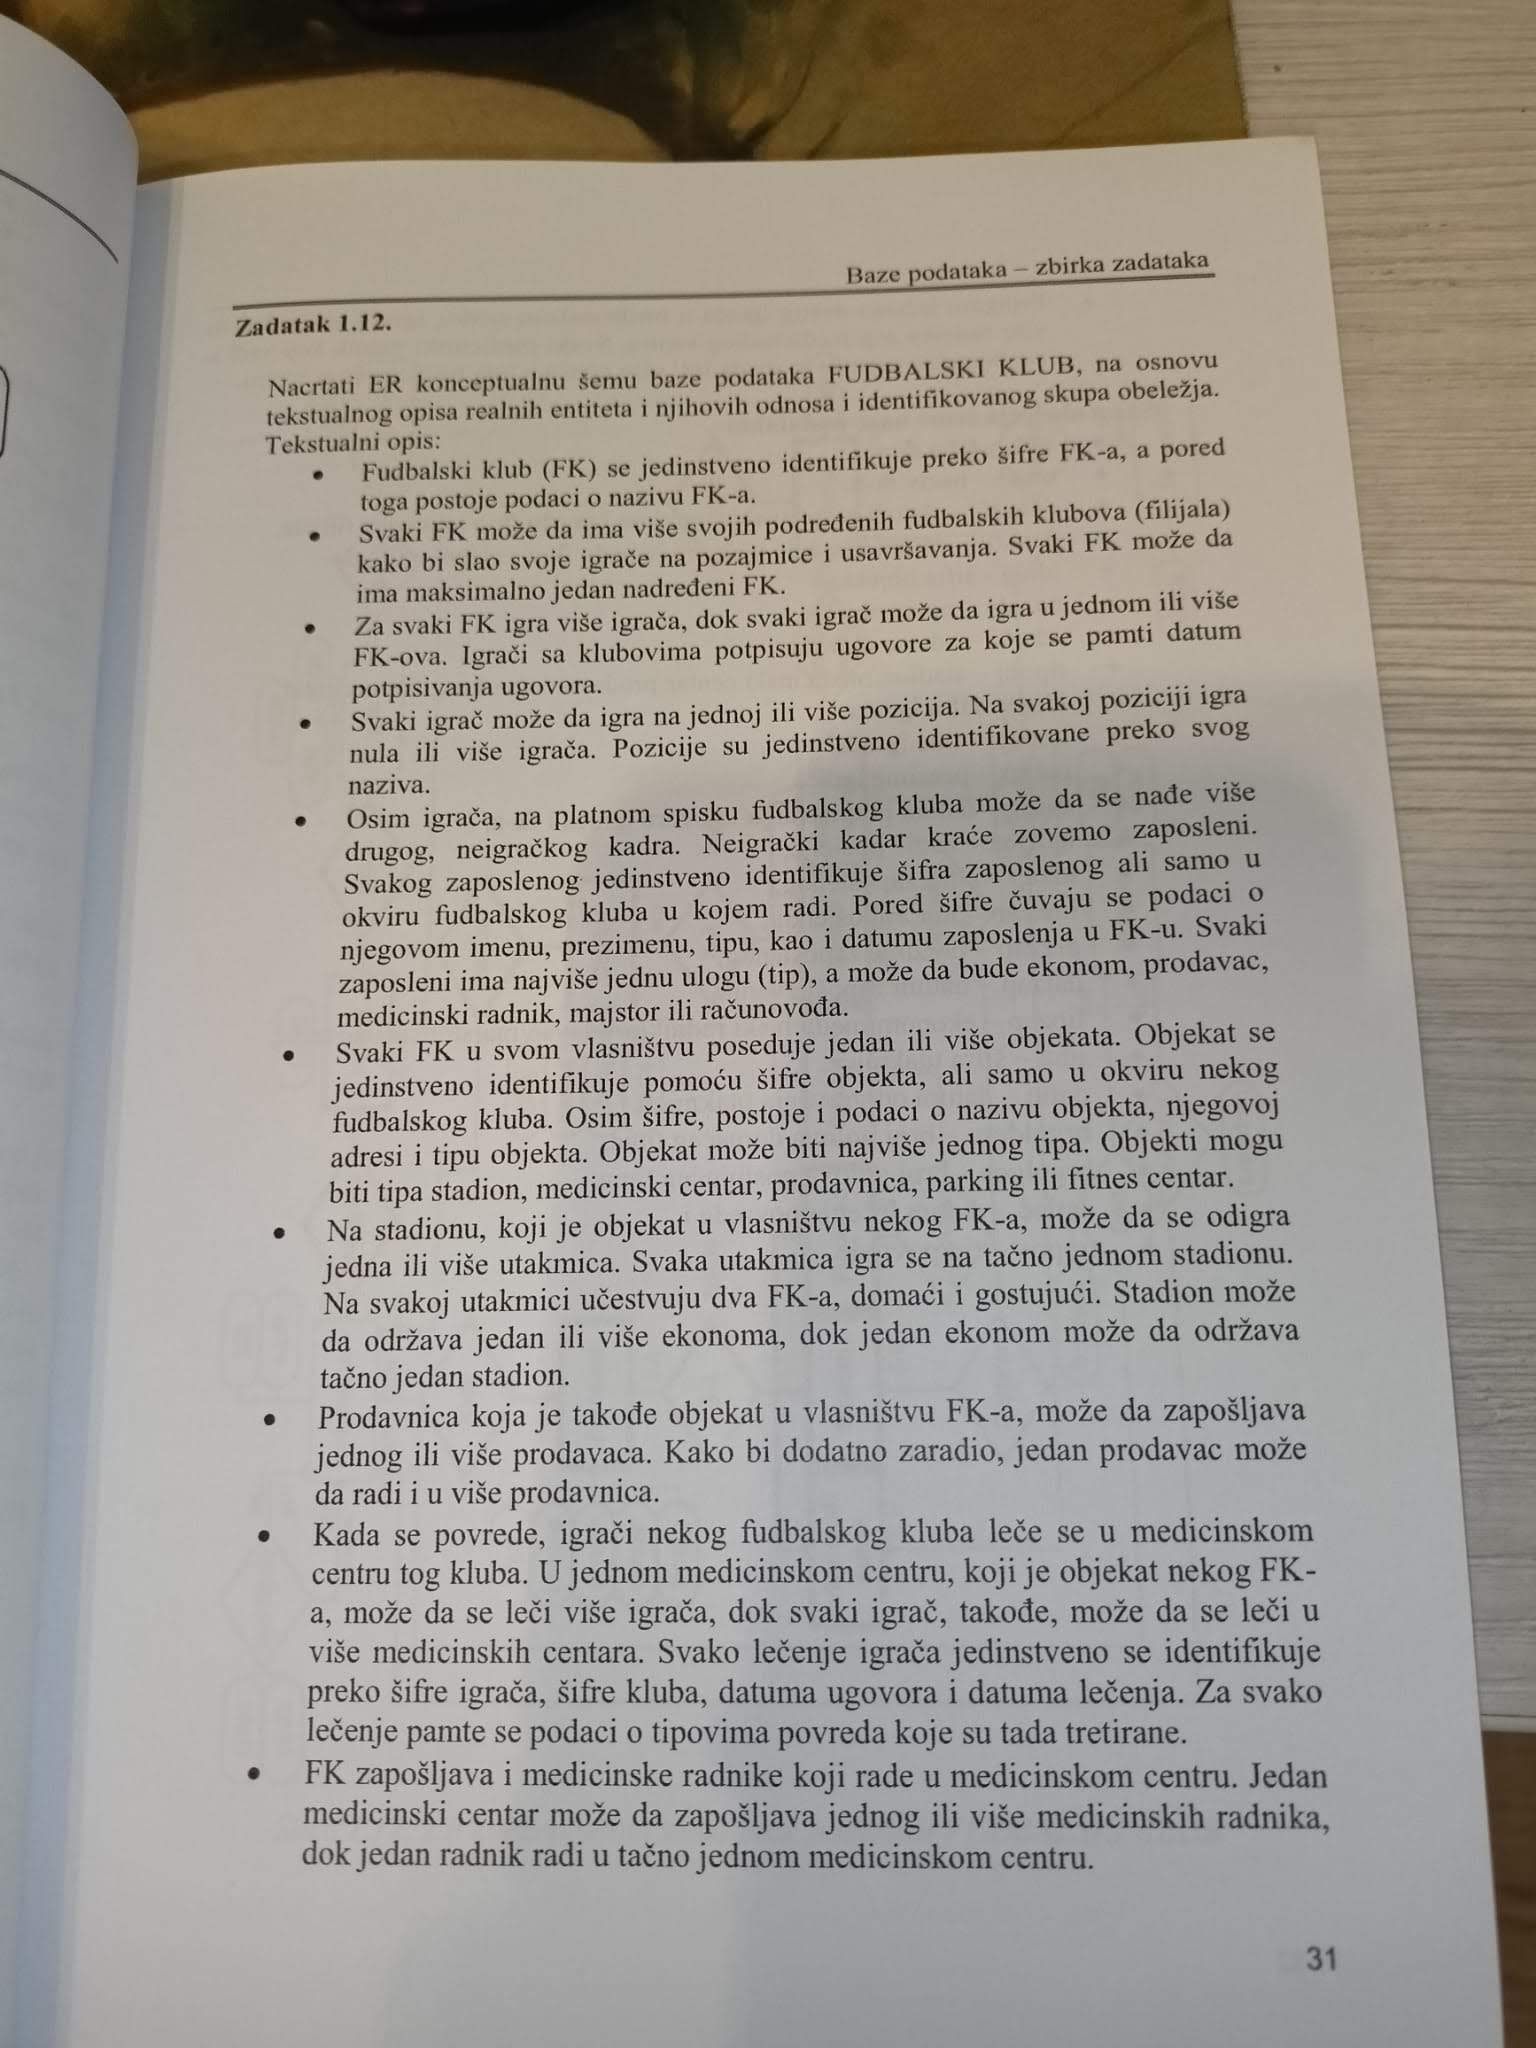 Baze podataka – zbirka zadataka
Zadatak 1.12.
Nacrtati ER konceptualnu šemu baze podataka FUDBALSKI KLUB, na osnovu
tekstualnog opisa realnih entiteta i njihovih odnosa i identifikovanog skupa obeležja.
Tekstualni opis:
• Fudbalski klub (FK) se jedinstveno identifikuje preko šifre FK-a, a pored
toga postoje podaci o nazivu FK-a.
• Svaki FK može da ima više svojih podređenih fudbalskih klubova (filijala)
kako bi slao svoje igrače na pozajmice i usavršavanja. Svaki FK može da
ima maksimalno jedan nadređeni FK.
• Za svaki FK igra više igrača, dok svaki igrač može da igra u jednom ili više
FK-ova. Igrači sa klubovima potpisuju ugovore za koje se pamti datum
potpisivanja ugovora.
• Svaki igrač može da igra na jednoj ili više pozicija. Na svakoj poziciji igra
nula ili više igrača. Pozicije su jedinstveno identifikovane preko svog
naziva.
• Osim igrača, na platnom spisku fudbalskog kluba može da se nađe više
drugog, neigračkog kadra. Neigrački kadar kraće zovemo zaposleni.
Svakog zaposlenog jedinstveno identifikuje šifra zaposlenog ali samo u
okviru fudbalskog kluba u kojem radi. Pored šifre čuvaju se podaci o
njegovom imenu, prezimenu, tipu, kao i datumu zaposlenja u FK-u. Svaki
zaposleni ima najviše jednu ulogu (tip), a može da bude ekonom, prodavac,
medicinski radnik, majstor ili računovođa.
• Svaki FK u svom vlasništvu poseduje jedan ili više objekata. Objekat se
jedinstveno identifikuje pomoću šifre objekta, ali samo u okviru nekog
fudbalskog kluba. Osim šifre, postoje i podaci o nazivu objekta, njegovoj
adresi i tipu objekta. Objekat može biti najviše jednog tipa. Objekti mogu
biti tipa stadion, medicinski centar, prodavnica, parking ili fitnes centar.
• Na stadionu, koji je objekat u vlasništvu nekog FK-a, može da se odigra
jedna ili više utakmica. Svaka utakmica igra se na tačno jednom stadionu.
Na svakoj utakmici učestvuju dva FK-a, domaći i gostujući. Stadion može
da održava jedan ili više ekonoma, dok jedan ekonom može da održava
tačno jedan stadion.
• Prodavnica koja je takođe objekat u vlasništvu FK-a, može da zapošljava
jednog ili više prodavaca. Kako bi dodatno zaradio, jedan prodavac može
da radi i u više prodavnica.
• Kada se povrede, igrači nekog fudbalskog kluba leče se u medicinskom
centru tog kluba. U jednom medicinskom centru, koji je objekat nekog FK-
a, može da se leči više igrača, dok svaki igrač, takođe, može da se leči u
više medicinskih centara. Svako lečenje igrača jedinstveno se identifikuje
preko šifre igrača, šifre kluba, datuma ugovora i datuma lečenja. Za svako
lečenje pamte se podaci o tipovima povreda koje su tada tretirane.
• FK zapošljava i medicinske radnike koji rade u medicinskom centru. Jedan
medicinski centar može da zapošljava jednog ili više medicinskih radnika,
dok jedan radnik radi u tačno jednom medicinskom centru.
31